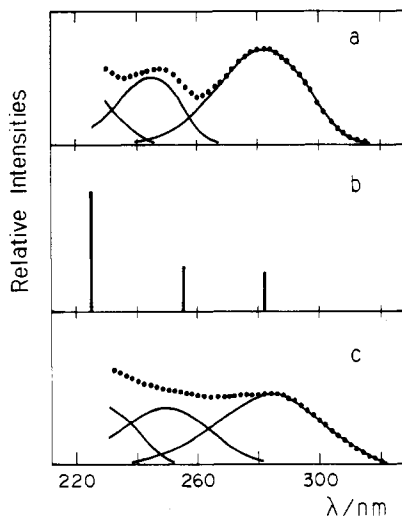 a
b
c
Relative Intensities
220 260 300
λ/nm